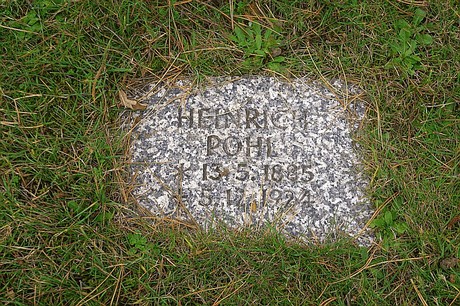 HEINRICH
POHL
* 13.5.1885